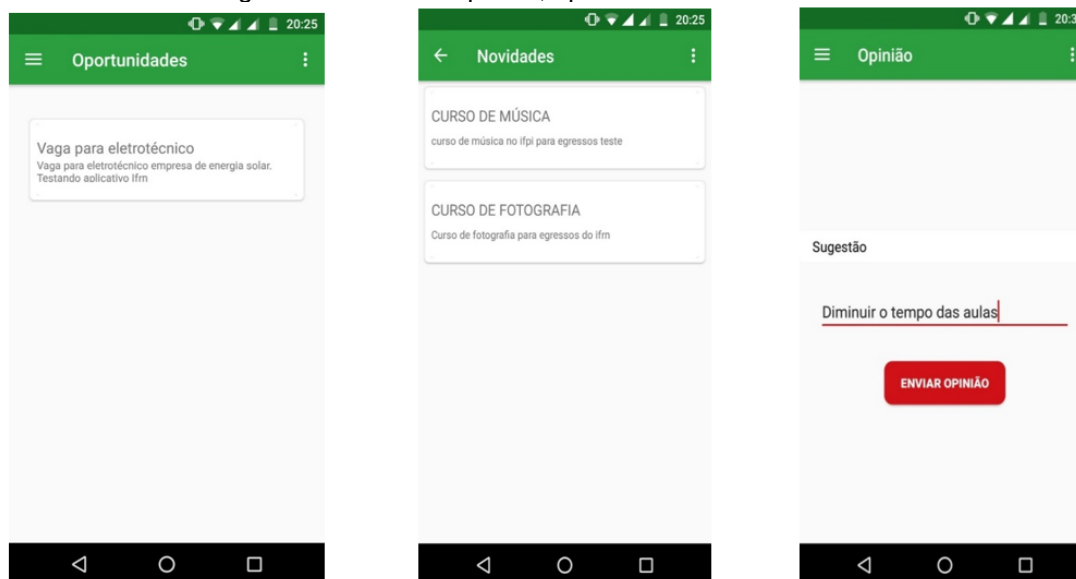 20:25
Oportunidades
Vaga para eletrotécnico
Vaga para eletrotécnico empresa de energia solar.
Testando aplicativo Ifrn
20:25
Novidades
CURSO DE MÚSICA
curso de música no ifpi para egressos teste
CURSO DE FOTOGRAFIA
Curso de fotografia para egressos do ifrn
Opinião
Sugestão
Diminuir o tempo das aulas
ENVIAR OPINIÃO